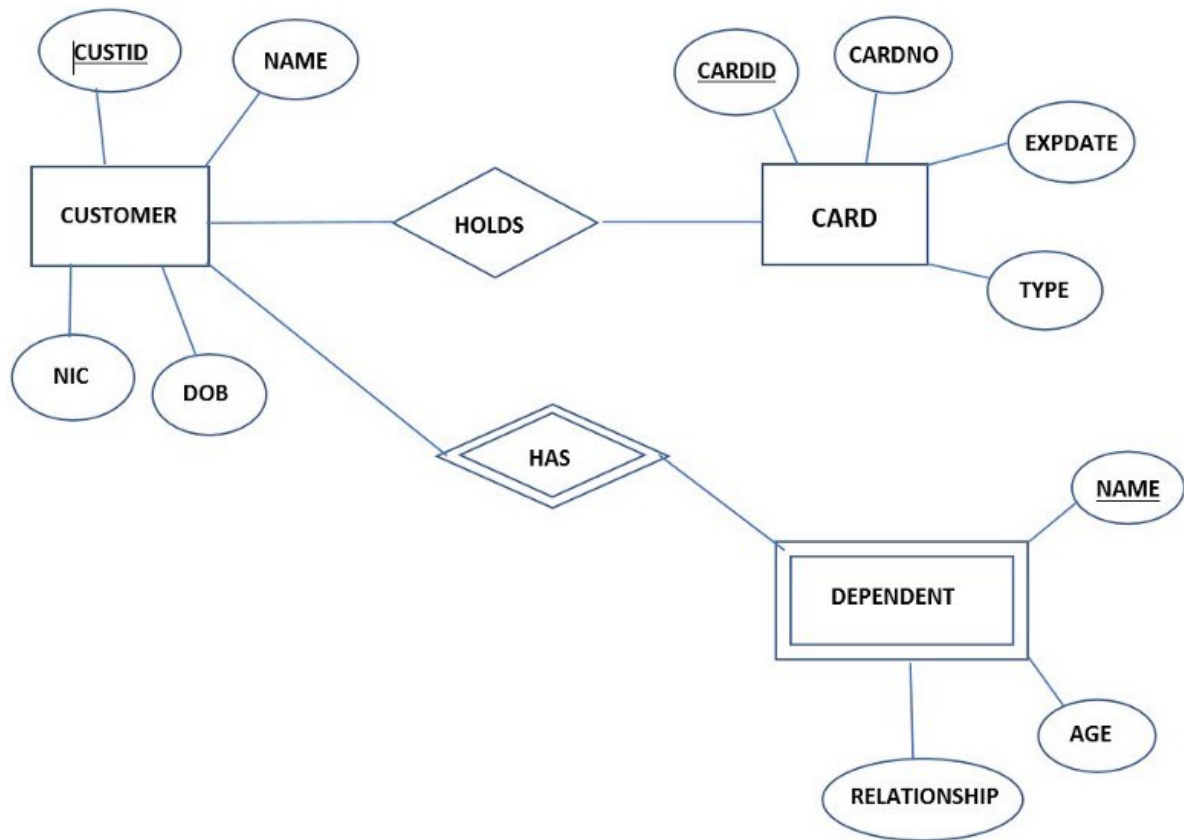 CUSTID
NAME
CARDID
CARDNO
EXPDATE
CUSTOMER
HOLDS
CARD
TYPE
NIC
DOB
HAS
NAME
DEPENDENT
AGE
RELATIONSHIP